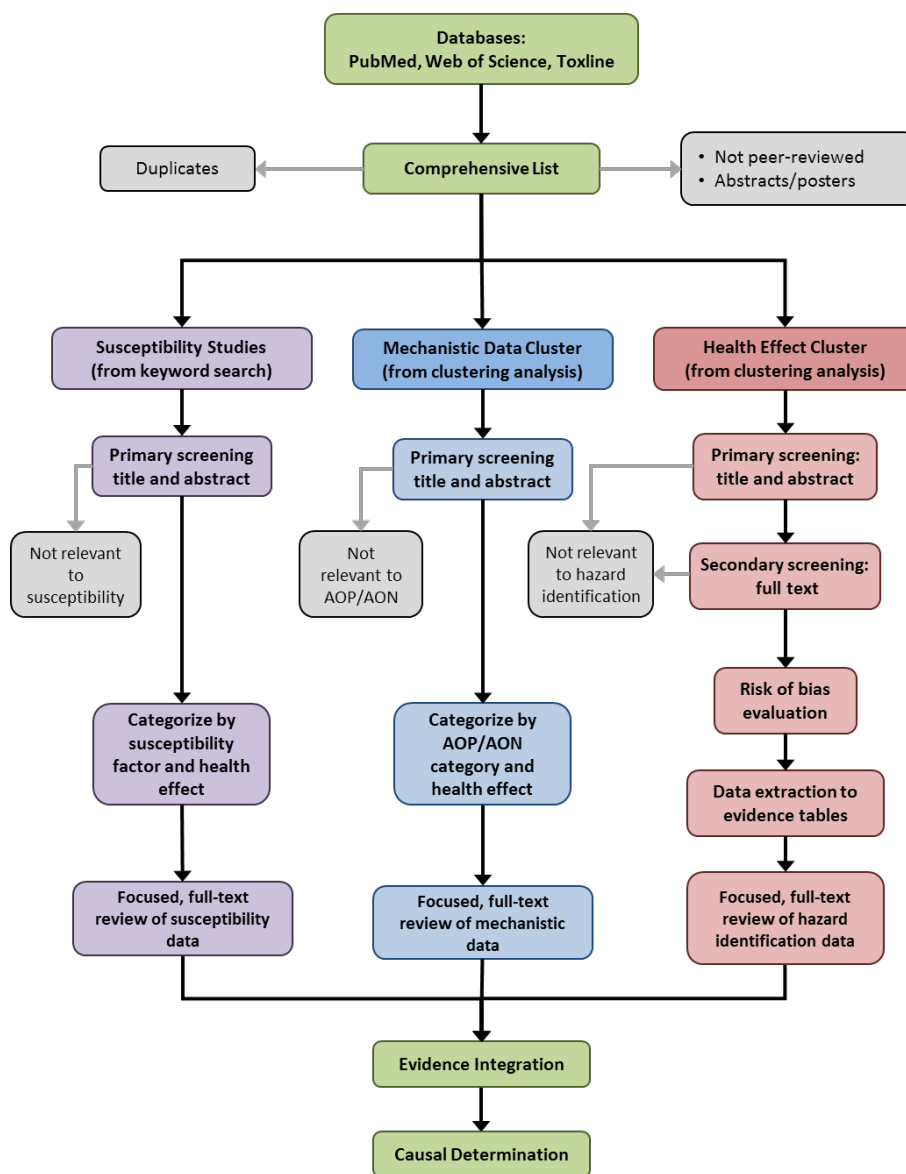 Databases:
PubMed, Web of Science, Toxline
Duplicates
Comprehensive List
• Not peer-reviewed
• Abstracts/posters
Susceptibility Studies
(from keyword search)
Mechanistic Data Cluster
(from clustering analysis)
Health Effect Cluster
(from clustering analysis)
Primary screening
title and abstract
Primary screening
title and abstract
Primary screening:
title and abstract
Not relevant
to
susceptibility
Not
relevant to
AOP/AON
Not relevant
to hazard
identification
Secondary screening:
full text
Risk of bias
evaluation
Categorize by
susceptibility
factor and health
effect
Categorize by
AOP/AON
category and
health effect
Data extraction to
evidence tables
Focused, full-text
review of susceptibility
data
Focused, full-text
review of mechanistic
data
Focused, full-text
review of hazard
identification data
Evidence Integration
Causal Determination